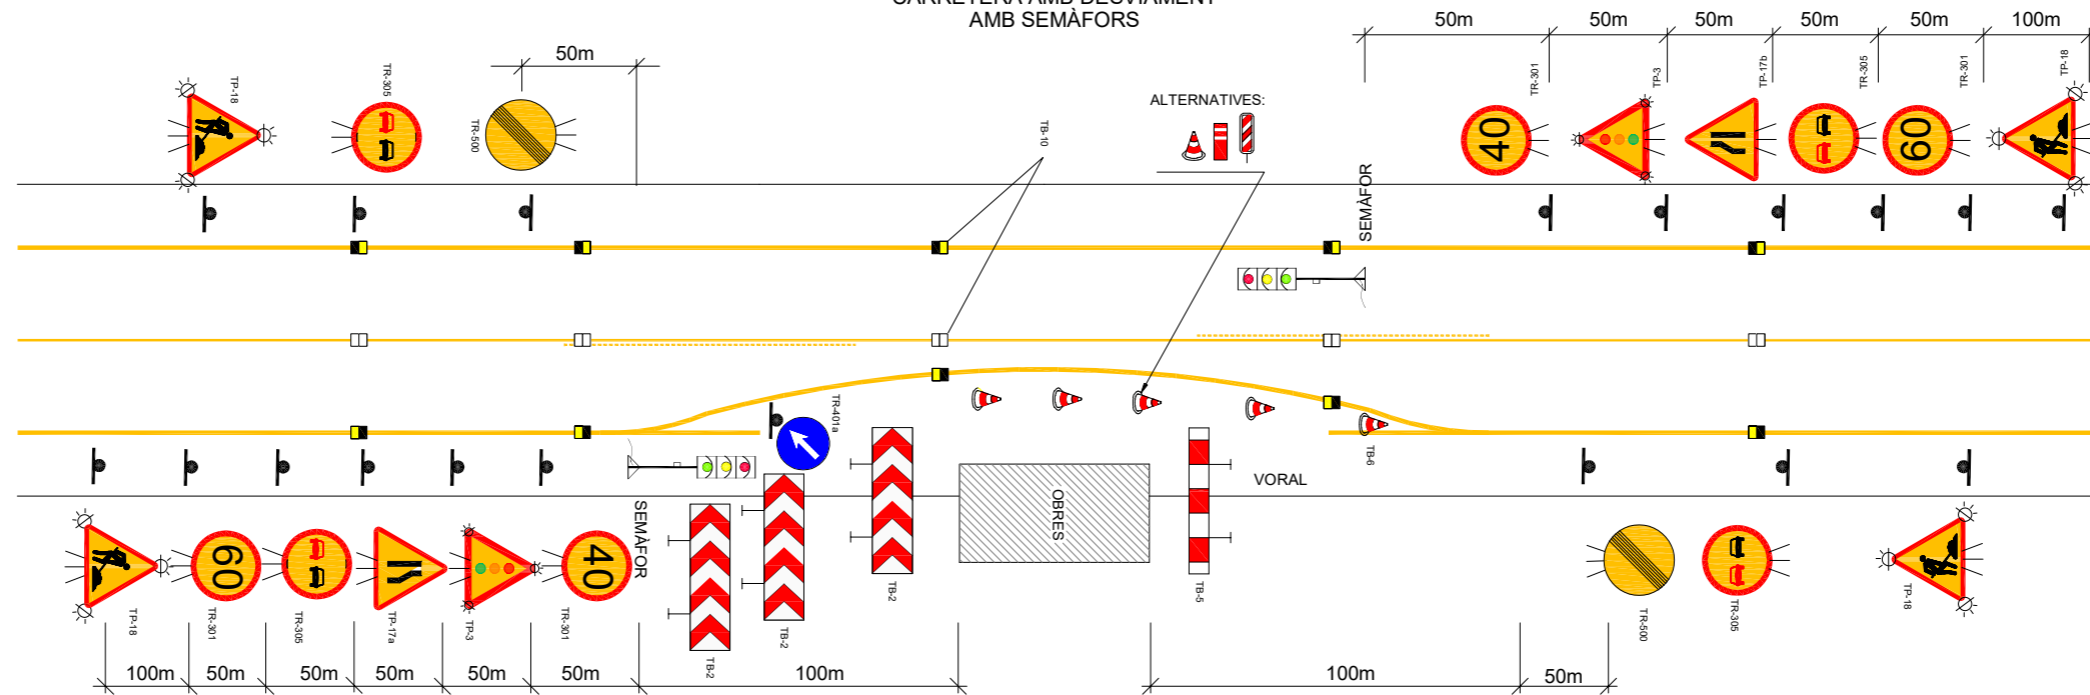 CARRETERA AMB DESVIAMENT
AMB SEMÀFORS
50m
50m
50m
50m
50m
50m
100m
TP-18
TR-305
TR-500
TB-10
ALTERNATIVES:
SEMÀFOR
TR-301
TP-3
TP-17b
TR-305
TR-301
TP-18
40
60
TR-401a
TB-6
VORAL
OBRES
SEMÀFOR
60
40
TP-18
TR-301
TR-305
TP-17a
TP-3
TR-301
TB-2
TB-2
TB-2
TB-5
TR-500
TR-305
TP-18
100m
50m
50m
50m
50m
50m
100m
100m
50m